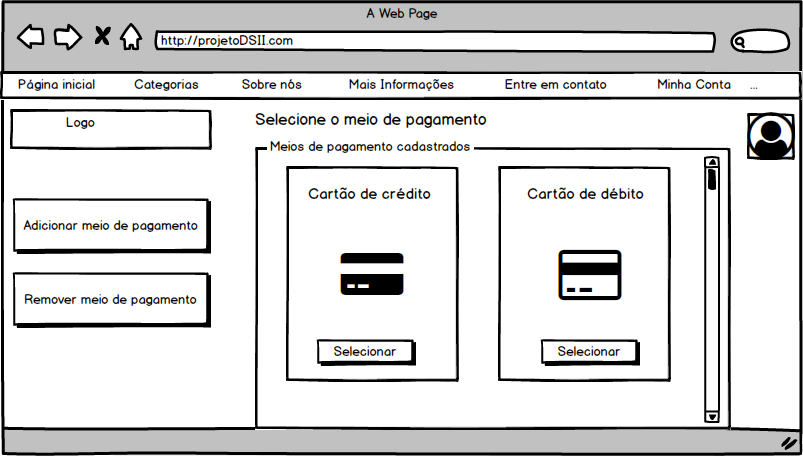 A Web Page
http://projetoDSII.com
Página inicial Categorias Sobre nós Mais Informações Entre em contato Minha Conta ...
Logo
Selecione o meio de pagamento
Meios de pagamento cadastrados
Cartão de crédito
Cartão de débito
Adicionar meio de pagamento
Remover meio de pagamento
Selecionar
Selecionar